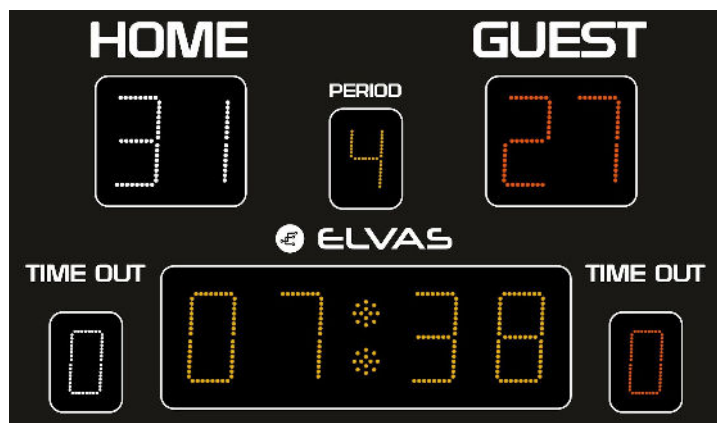 HOME GUEST
PERIOD
31 4 27
ELVAS
TIME OUT TIME OUT
0 07:38 0